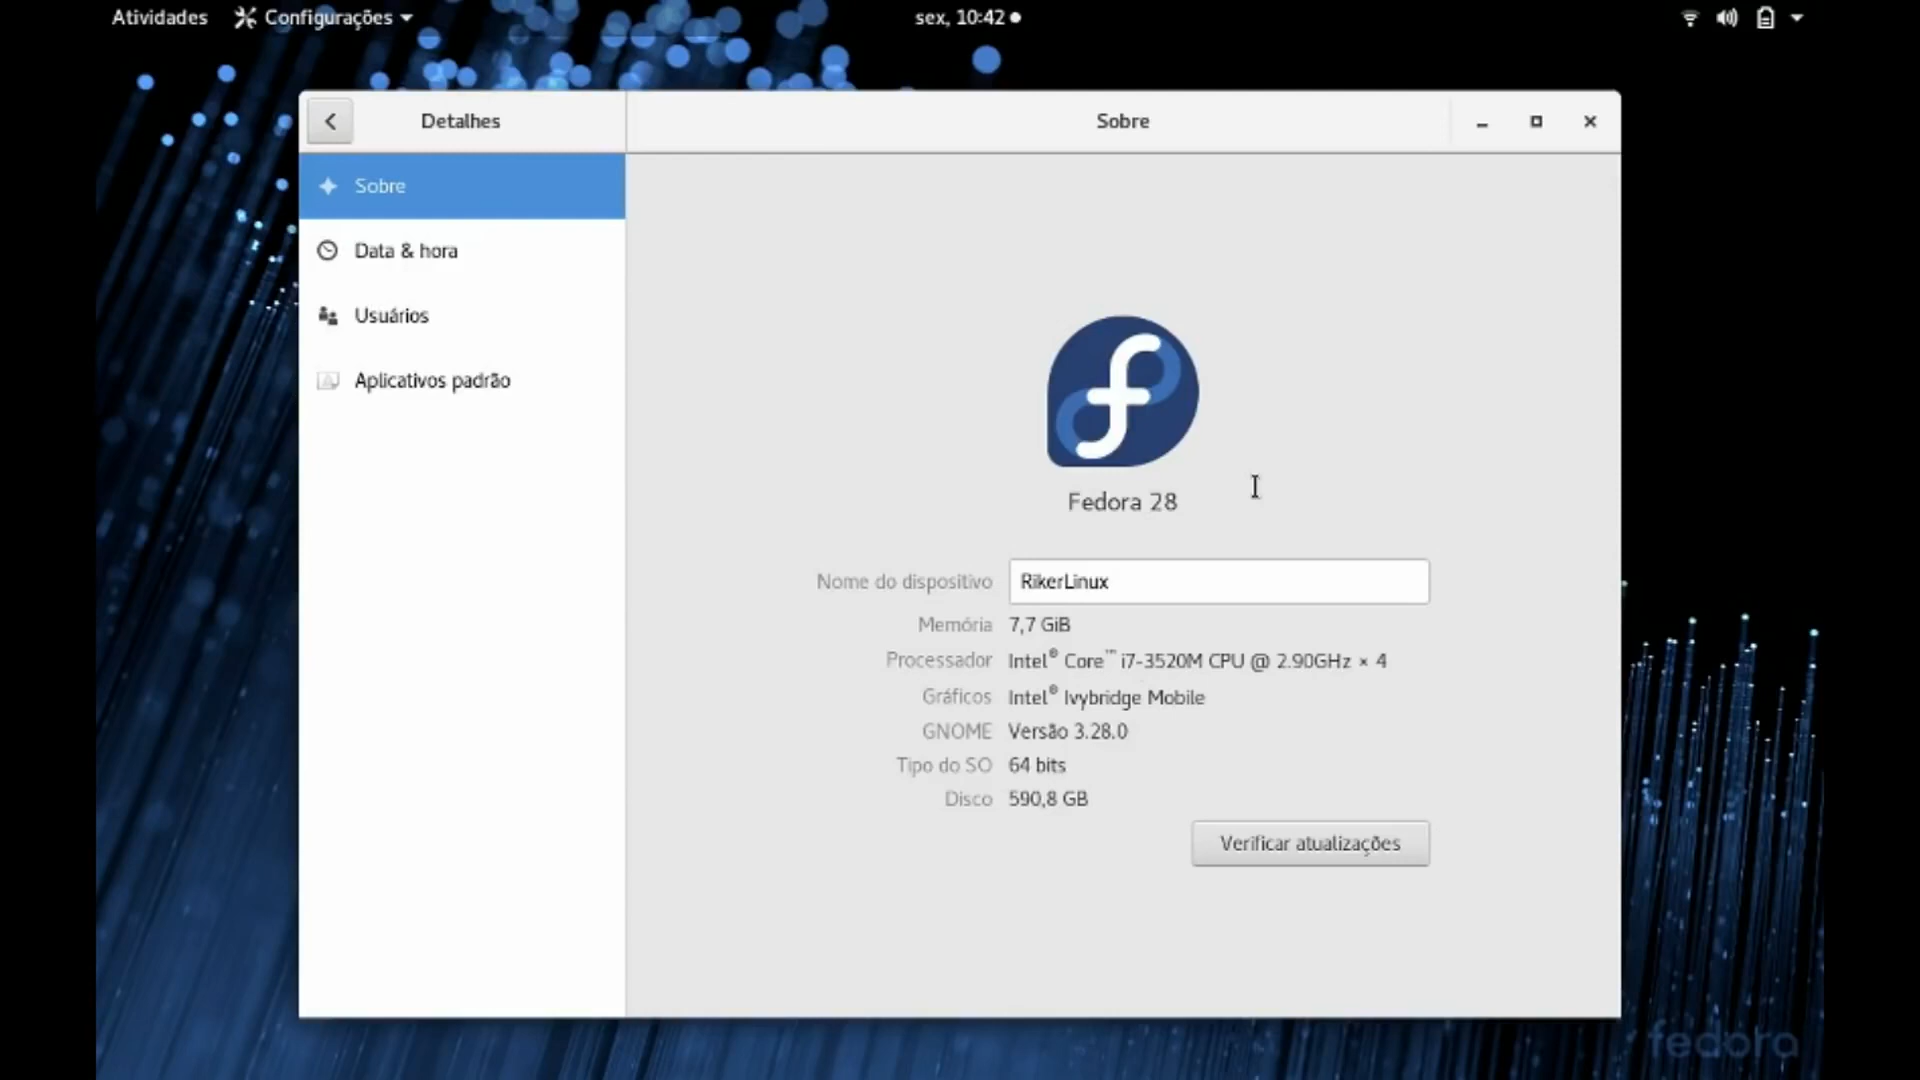 Atividades Configurações sex, 10:42
Detalhes Sobre
Sobre
Data & hora
Usuários
Aplicativos padrão
Fedora 28
Nome do dispositivo RikerLinux
Memória 7,7 GiB
Processador Intel® Core™ i7-3520M CPU @ 2.90GHz × 4
Gráficos Intel® Ivybridge Mobile
GNOME Versão 3.28.0
Tipo do SO 64 bits
Disco 590,8 GB
Verificar atualizações
fedora